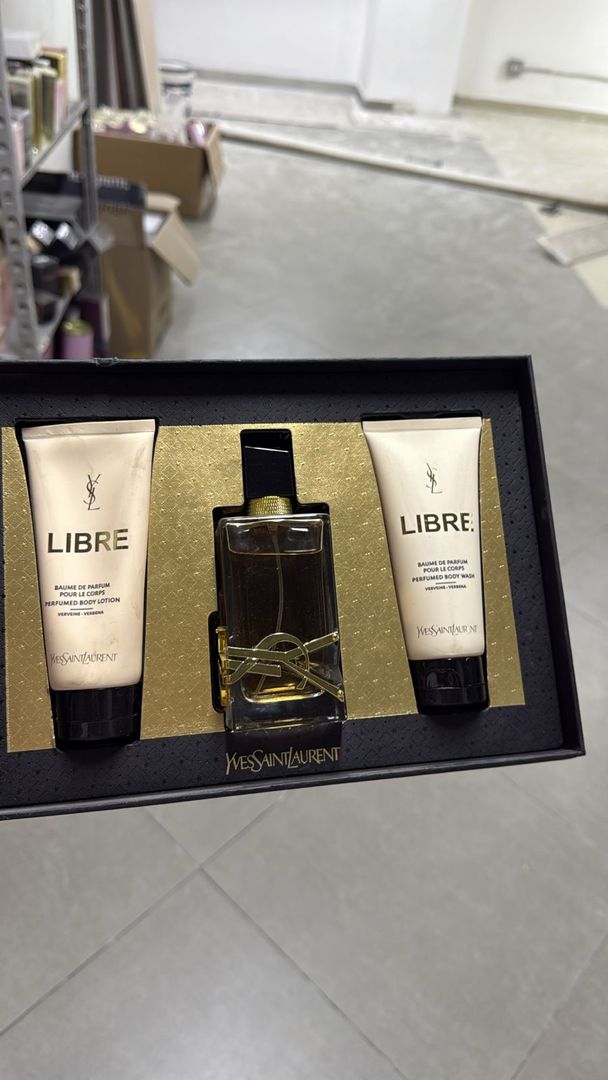 YSL
LIBRE
BAUME DE PARFUM
POUR LE CORPS
PERFUMED BODY LOTION
VERVEINE - VERBENA
YVESSAINTLAURENT
YSL
LIBRE
BAUME DE PARFUM
POUR LE CORPS
PERFUMED BODY WASH
VERVEINE - VERBENA
YVESSAINTLAURENT
YVESSAINTLAURENT